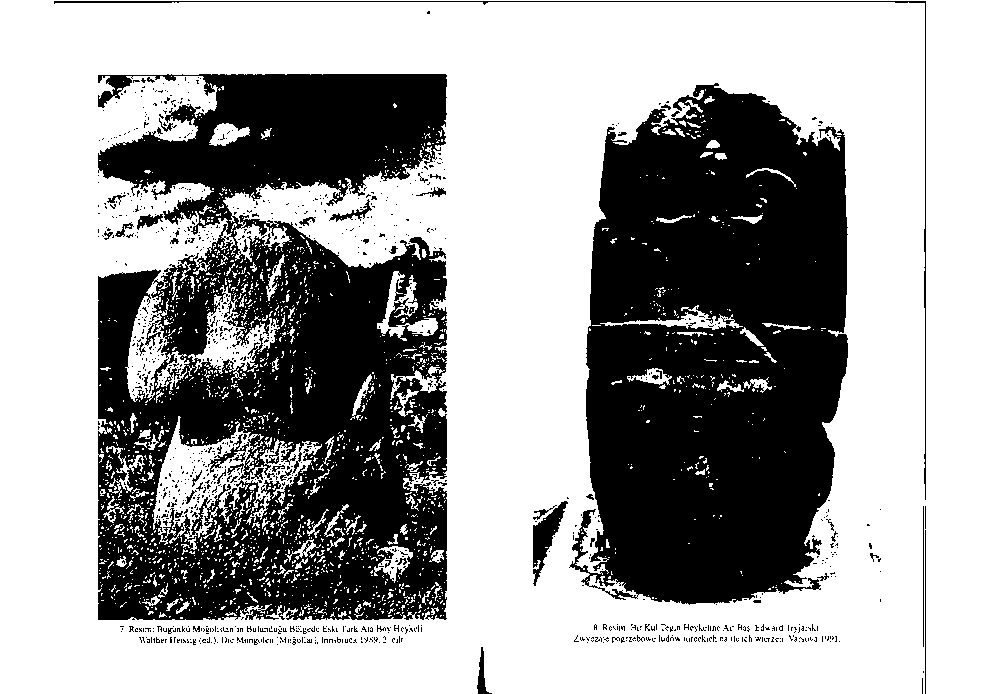 7. Resim: Bugünkü Moğolistan'ın Bulunduğu Bölgede Eski Türk Ata Boy Heykeli
Walther Heissig (ed.), Die Mongolen [Moğollar], Innsbruck 1989, 2. cilt.
8. Resim: Bir Kül Tegin Heykeline Ait Baş. Edward Tryjarski
Zwyczaje pogrzebowe ludów tureckich na tle ich wierzeń. Varşova 1991.